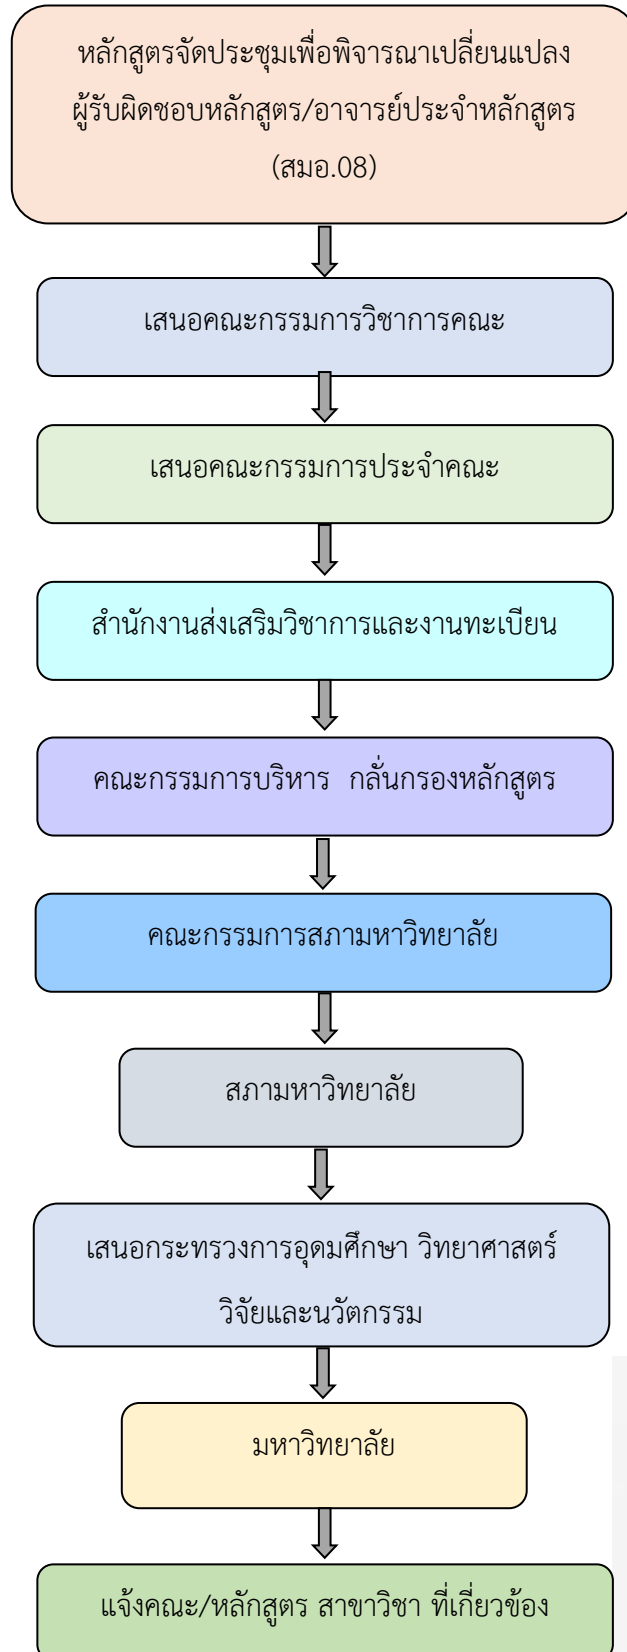 หลักสูตรจัดประชุมเพื่อพิจารณาเปลี่ยนแปลง
ผู้รับผิดชอบหลักสูตร/อาจารย์ประจำหลักสูตร
(สมอ.08)
เสนอคณะกรรมการวิชาการคณะ
เสนอคณะกรรมการประจำคณะ
สำนักงานส่งเสริมวิชาการและงานทะเบียน
คณะกรรมการบริหาร กลั่นกรองหลักสูตร
คณะกรรมการสภามหาวิทยาลัย
สภามหาวิทยาลัย
เสนอกระทรวงการอุดมศึกษา วิทยาศาสตร์
วิจัยและนวัตกรรม
มหาวิทยาลัย
แจ้งคณะ/หลักสูตร สาขาวิชา ที่เกี่ยวข้อง